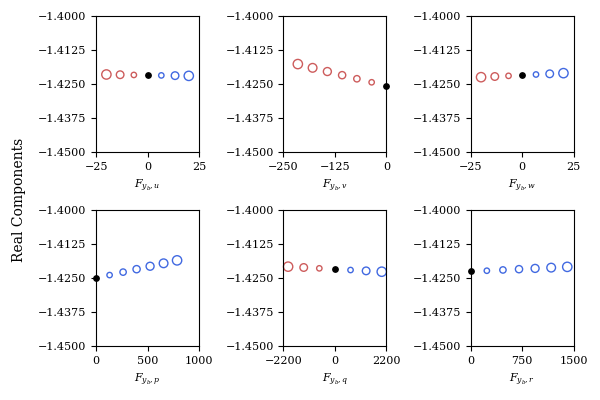 −1.4000 −1.4000 −1.4000
−1.4125 −1.4125 −1.4125
−1.4250 −1.4250 −1.4250
−1.4375 −1.4375 −1.4375
−1.4500 −1.4500 −1.4500
−25 0 25 −250 −125 0 −25 0 25
F_{y_b,u} F_{y_b,v} F_{y_b,w}
Real Components
−1.4000 −1.4000 −1.4000
−1.4125 −1.4125 −1.4125
−1.4250 −1.4250 −1.4250
−1.4375 −1.4375 −1.4375
−1.4500 −1.4500 −1.4500
0 500 1000 −2200 0 2200 0 750 1500
F_{y_b,p} F_{y_b,q} F_{y_b,r}